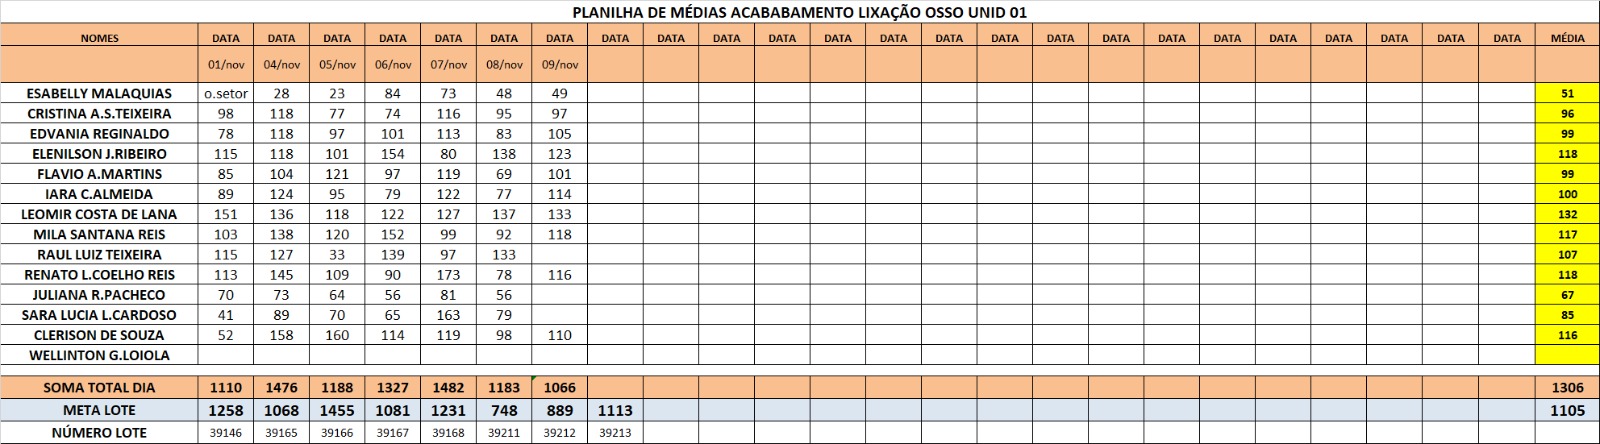 PLANILHA DE MÉDIAS ACABABAMENTO LIXAÇÃO OSSO UNID 01
NOMES DATA DATA DATA DATA DATA DATA DATA DATA DATA DATA DATA DATA DATA DATA DATA DATA DATA DATA DATA DATA DATA DATA DATA DATA MÉDIA
01/nov 04/nov 05/nov 06/nov 07/nov 08/nov 09/nov
ESABELLY MALAQUIAS o.setor 28 23 84 73 48 49 51
CRISTINA A.S.TEIXEIRA 98 118 77 74 116 95 97 96
EDVANIA REGINALDO 78 118 97 101 113 83 105 99
ELENILSON J.RIBEIRO 115 118 101 154 80 138 123 118
FLAVIO A.MARTINS 85 104 121 97 119 69 101 99
IARA C.ALMEIDA 89 124 95 79 122 77 114 100
LEOMIR COSTA DE LANA 151 136 118 122 127 137 133 132
MILA SANTANA REIS 103 138 120 152 99 92 118 117
RAUL LUIZ TEIXEIRA 115 127 33 139 97 133 107
RENATO L.COELHO REIS 113 145 109 90 173 78 116 118
JULIANA R.PACHECO 70 73 64 56 81 56 67
SARA LUCIA L.CARDOSO 41 89 70 65 163 79 85
CLERISON DE SOUZA 52 158 160 114 119 98 110 116
WELLINTON G.LOIOLA
SOMA TOTAL DIA 1110 1476 1188 1327 1482 1183 1066 1306
META LOTE 1258 1068 1455 1081 1231 748 889 1113 1105
NÚMERO LOTE 39146 39165 39166 39167 39168 39211 39212 39213